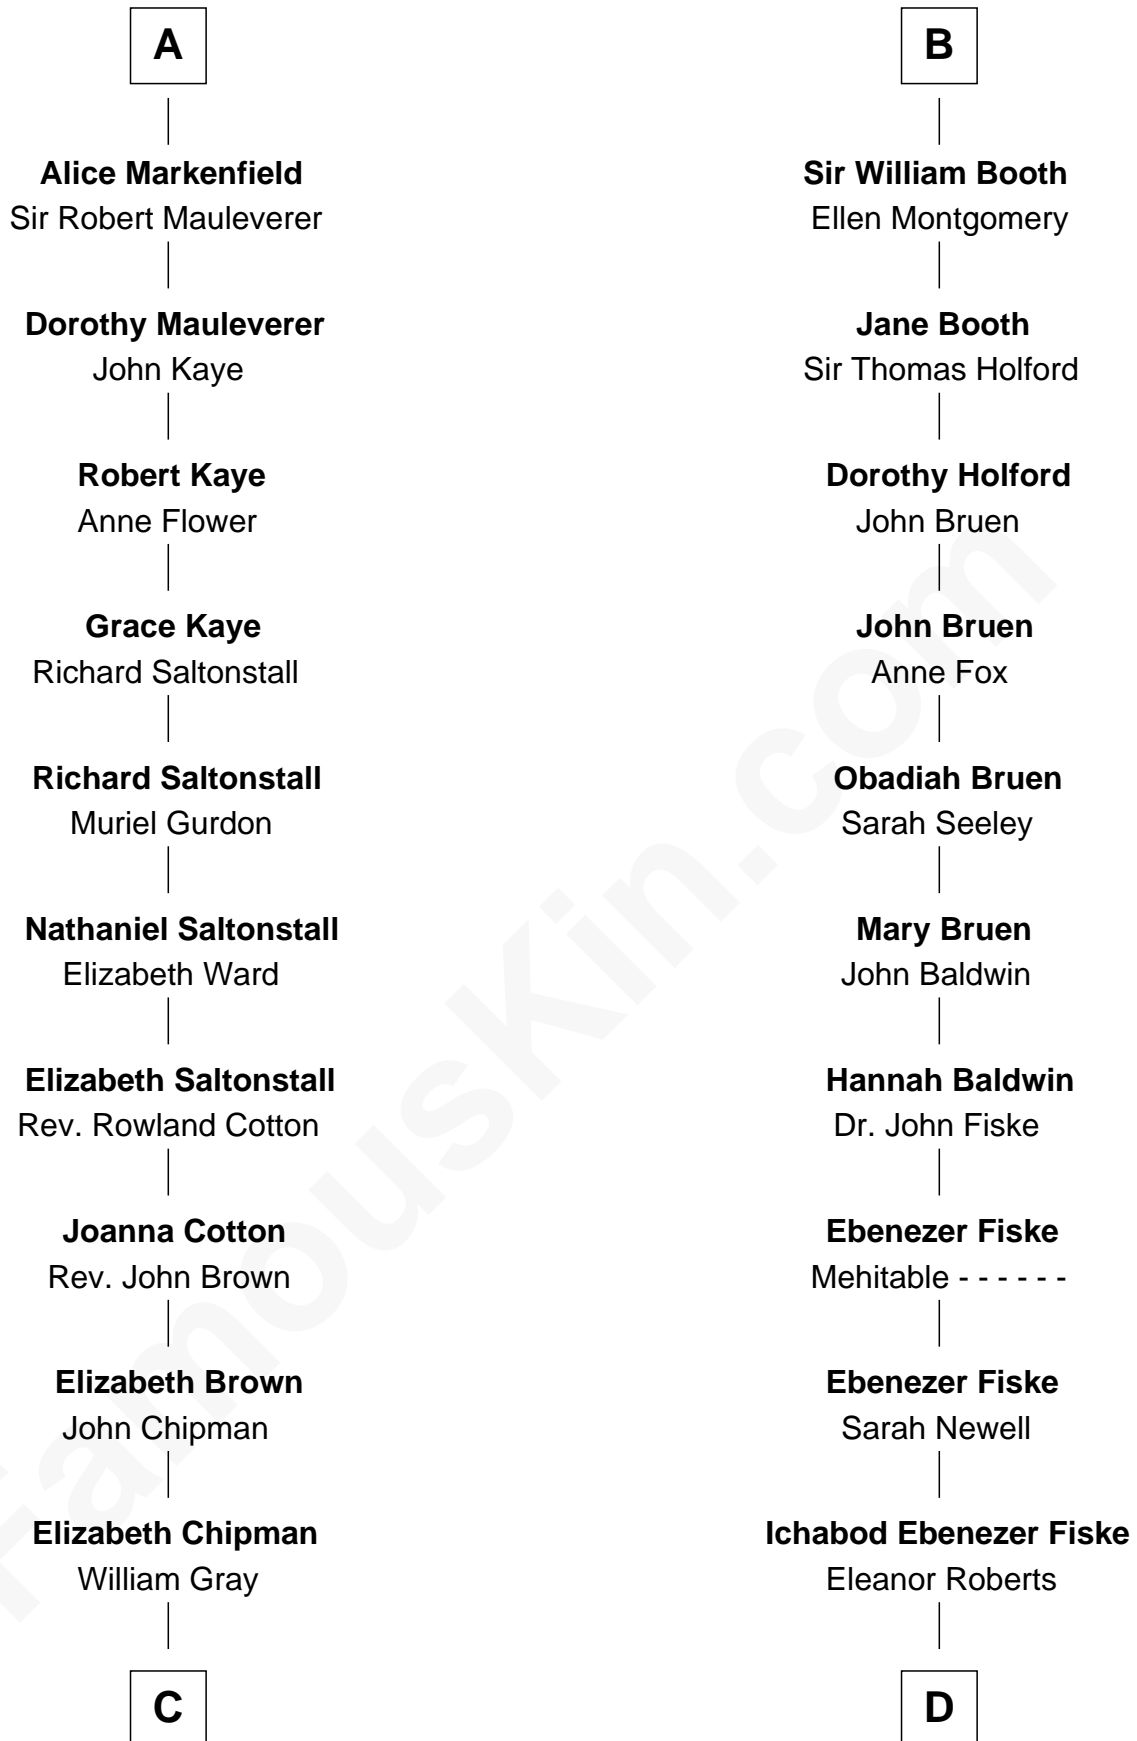 A
Alice Markenfield
Sir Robert Mauleverer
Dorothy Mauleverer
John Kaye
Robert Kaye
Anne Flower
Grace Kaye
Richard Saltonstall
Richard Saltonstall
Muriel Gurdon
Nathaniel Saltonstall
Elizabeth Ward
Elizabeth Saltonstall
Rev. Rowland Cotton
Joanna Cotton
Rev. John Brown
Elizabeth Brown
John Chipman
Elizabeth Chipman
William Gray
C
B
Sir William Booth
Ellen Montgomery
Jane Booth
Sir Thomas Holford
Dorothy Holford
John Bruen
John Bruen
Anne Fox
Obadiah Bruen
Sarah Seeley
Mary Bruen
John Baldwin
Hannah Baldwin
Dr. John Fiske
Ebenezer Fiske
Mehitable - - - - - -
Ebenezer Fiske
Sarah Newell
Ichabod Ebenezer Fiske
Eleanor Roberts
D
FamousKin.com